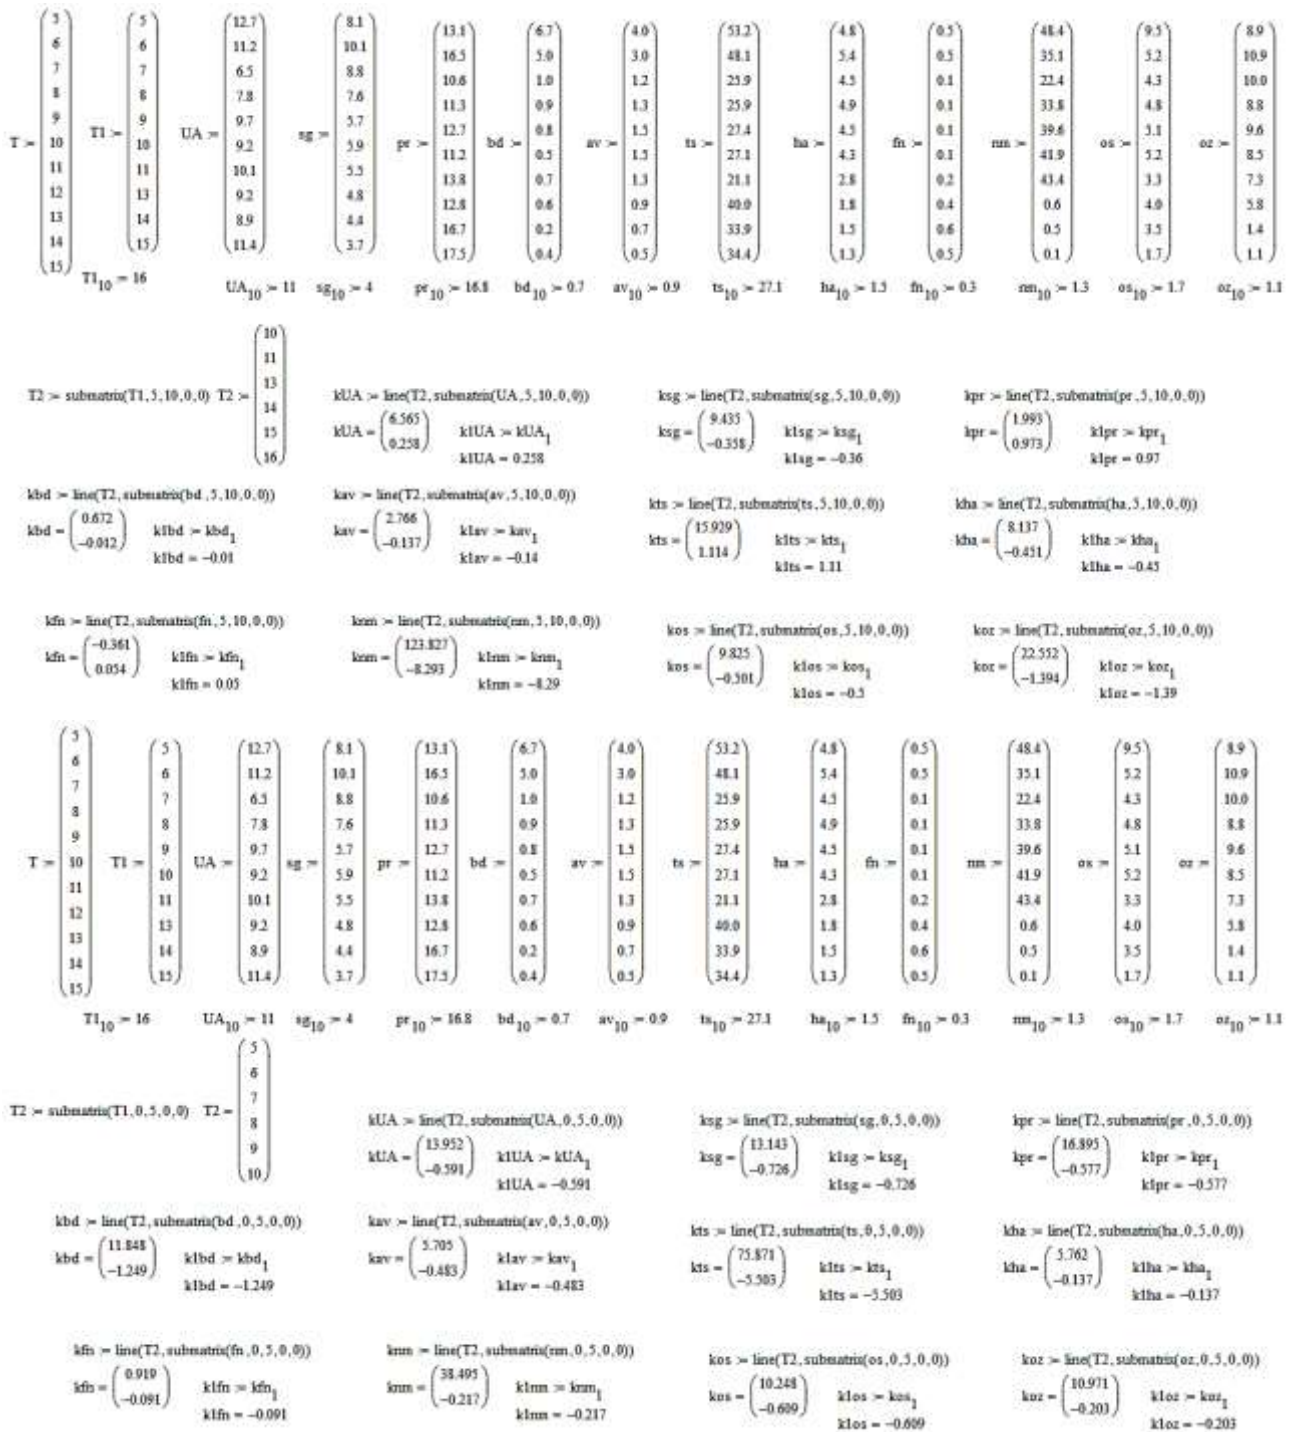 T := (5 6 7 8 9 10 11 12 13 14 15) T1 := (5 6 7 8 9 10 11 13 14 15) UA := (12.7 11.2 6.5 7.8 9.7 9.2 10.1 9.2 8.9 11.4) sg := (8.1 10.1 8.8 7.6 5.7 5.9 5.5 4.8 4.4 3.7) pr := (13.1 16.5 10.6 11.3 12.7 11.2 13.8 12.8 16.7 17.5) bd := (6.7 5.0 1.0 0.9 0.8 0.5 0.7 0.6 0.2 0.4) av := (4.0 3.0 1.2 1.3 1.5 1.5 1.3 0.9 0.7 0.5) ts := (53.2 48.1 25.9 25.9 27.4 27.1 21.1 40.0 33.9 34.4) ha := (4.8 5.4 4.5 4.9 4.5 4.3 2.8 1.8 1.5 1.3) fn := (0.5 0.5 0.1 0.1 0.1 0.1 0.2 0.4 0.6 0.5) nm := (48.4 35.1 22.4 33.8 39.6 41.9 43.4 0.6 0.5 0.1) os := (9.5 5.2 4.3 4.8 5.1 5.2 3.3 4.0 3.5 1.7) oz := (8.9 10.9 10.0 8.8 9.6 8.5 7.3 5.8 1.4 1.1)
T1₁₀ := 16 UA₁₀ := 11 sg₁₀ := 4 pr₁₀ := 16.8 bd₁₀ := 0.7 av₁₀ := 0.9 ts₁₀ := 27.1 ha₁₀ := 1.5 fn₁₀ := 0.3 nm₁₀ := 1.3 os₁₀ := 1.7 oz₁₀ := 1.1
T2 := submatrix(T1,5,10,0,0) T2 = (10 11 13 14 15 16)
kUA := line(T2,submatrix(UA,5,10,0,0)) ksg := line(T2,submatrix(sg,5,10,0,0)) kpr := line(T2,submatrix(pr,5,10,0,0))
kUA = (6.565 0.258) k1UA := kUA₁ ksg = (9.435 -0.358) k1sg := ksg₁ kpr = (1.993 0.973) k1pr := kpr₁
k1UA = 0.258 k1sg = -0.36 k1pr = 0.97
kbd := line(T2,submatrix(bd,5,10,0,0)) kav := line(T2,submatrix(av,5,10,0,0)) kts := line(T2,submatrix(ts,5,10,0,0)) kha := line(T2,submatrix(ha,5,10,0,0))
kbd = (0.672 -0.012) k1bd := kbd₁ kav = (2.766 -0.137) k1av := kav₁ kts = (15.929 1.114) k1ts := kts₁ kha = (8.137 -0.451) k1ha := kha₁
k1bd = -0.01 k1av = -0.14 k1ts = 1.11 k1ha = -0.45
kfn := line(T2,submatrix(fn,5,10,0,0)) knm := line(T2,submatrix(nm,5,10,0,0)) kos := line(T2,submatrix(os,5,10,0,0)) koz := line(T2,submatrix(oz,5,10,0,0))
kfn = (-0.361 0.054) k1fn := kfn₁ knm = (123.827 -8.293) k1nm := knm₁ kos = (9.825 -0.501) k1os := kos₁ koz = (22.552 -1.394) k1oz := koz₁
k1fn = 0.05 k1nm = -8.29 k1os = -0.5 k1oz = -1.39
T := (5 6 7 8 9 10 11 12 13 14 15) T1 := (5 6 7 8 9 10 11 13 14 15) UA := (12.7 11.2 6.5 7.8 9.7 9.2 10.1 9.2 8.9 11.4) sg := (8.1 10.1 8.8 7.6 5.7 5.9 5.5 4.8 4.4 3.7) pr := (13.1 16.5 10.6 11.3 12.7 11.2 13.8 12.8 16.7 17.5) bd := (6.7 5.0 1.0 0.9 0.8 0.5 0.7 0.6 0.2 0.4) av := (4.0 3.0 1.2 1.3 1.5 1.5 1.3 0.9 0.7 0.5) ts := (53.2 48.1 25.9 25.9 27.4 27.1 21.1 40.0 33.9 34.4) ha := (4.8 5.4 4.5 4.9 4.5 4.3 2.8 1.8 1.5 1.3) fn := (0.5 0.5 0.1 0.1 0.1 0.1 0.2 0.4 0.6 0.5) nm := (48.4 35.1 22.4 33.8 39.6 41.9 43.4 0.6 0.5 0.1) os := (9.5 5.2 4.3 4.8 5.1 5.2 3.3 4.0 3.5 1.7) oz := (8.9 10.9 10.0 8.8 9.6 8.5 7.3 5.8 1.4 1.1)
T1₁₀ := 16 UA₁₀ := 11 sg₁₀ := 4 pr₁₀ := 16.8 bd₁₀ := 0.7 av₁₀ := 0.9 ts₁₀ := 27.1 ha₁₀ := 1.5 fn₁₀ := 0.3 nm₁₀ := 1.3 os₁₀ := 1.7 oz₁₀ := 1.1
T2 := submatrix(T1,0,5,0,0) T2 = (5 6 7 8 9 10)
kUA := line(T2,submatrix(UA,0,5,0,0)) ksg := line(T2,submatrix(sg,0,5,0,0)) kpr := line(T2,submatrix(pr,0,5,0,0))
kUA = (13.952 -0.591) k1UA := kUA₁ ksg = (13.143 -0.726) k1sg := ksg₁ kpr = (16.895 -0.577) k1pr := kpr₁
k1UA = -0.591 k1sg = -0.726 k1pr = -0.577
kbd := line(T2,submatrix(bd,0,5,0,0)) kav := line(T2,submatrix(av,0,5,0,0)) kts := line(T2,submatrix(ts,0,5,0,0)) kha := line(T2,submatrix(ha,0,5,0,0))
kbd = (11.848 -1.249) k1bd := kbd₁ kav = (5.705 -0.483) k1av := kav₁ kts = (75.871 -5.503) k1ts := kts₁ kha = (5.762 -0.137) k1ha := kha₁
k1bd = -1.249 k1av = -0.483 k1ts = -5.503 k1ha = -0.137
kfn := line(T2,submatrix(fn,0,5,0,0)) knm := line(T2,submatrix(nm,0,5,0,0)) kos := line(T2,submatrix(os,0,5,0,0)) koz := line(T2,submatrix(oz,0,5,0,0))
kfn = (0.919 -0.091) k1fn := kfn₁ knm = (38.495 -0.217) k1nm := knm₁ kos = (10.248 -0.609) k1os := kos₁ koz = (10.971 -0.203) k1oz := koz₁
k1fn = -0.091 k1nm = -0.217 k1os = -0.609 k1oz = -0.203